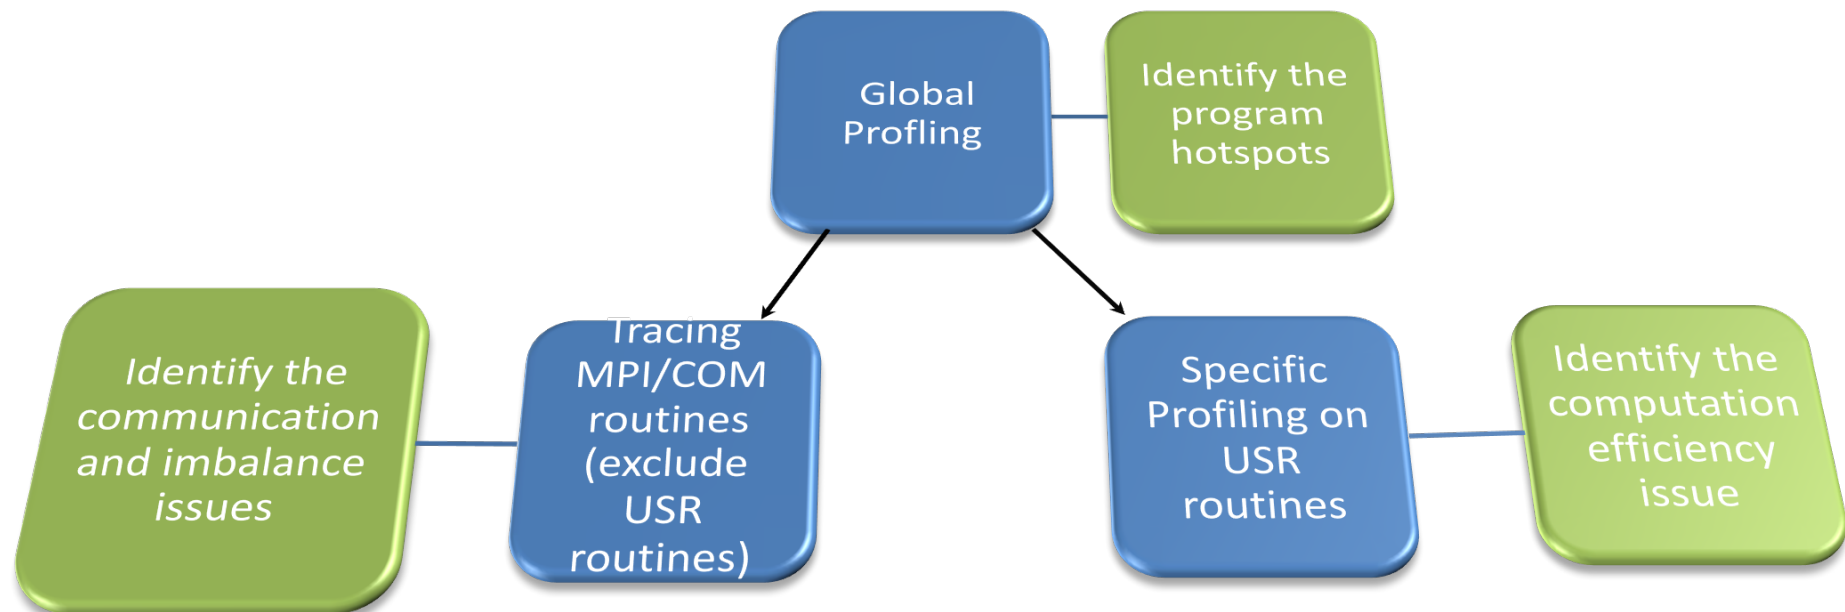 Global
Profling
Identify the
program
hotspots
Identify the
communication
and imbalance
issues
Tracing
MPI/COM
routines
(exclude
USR
routines)
Specific
Profiling on
USR
routines
Identify the
computation
efficiency
issue